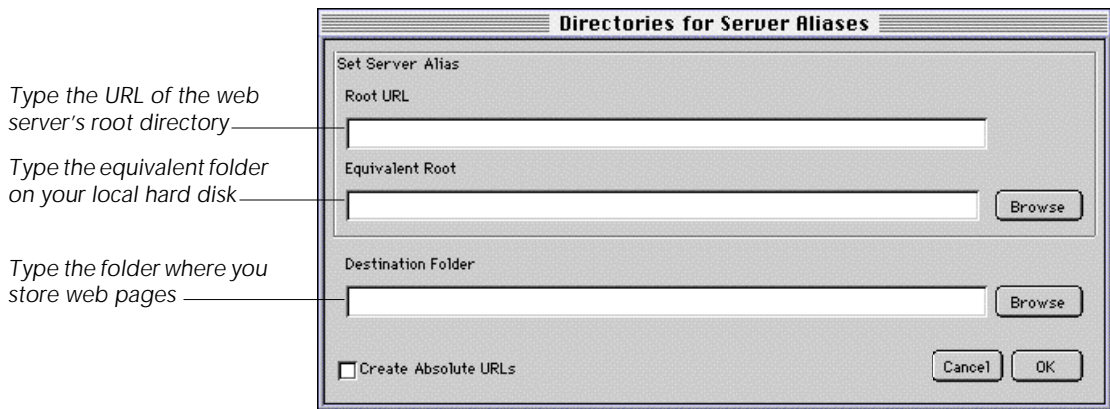 Directories for Server Aliases
Set Server Alias
Type the URL of the web
server's root directory
Root URL
Type the equivalent folder
on your local hard disk
Equivalent Root
Browse
Type the folder where you
store web pages
Destination Folder
Browse
Create Absolute URLs
Cancel
OK